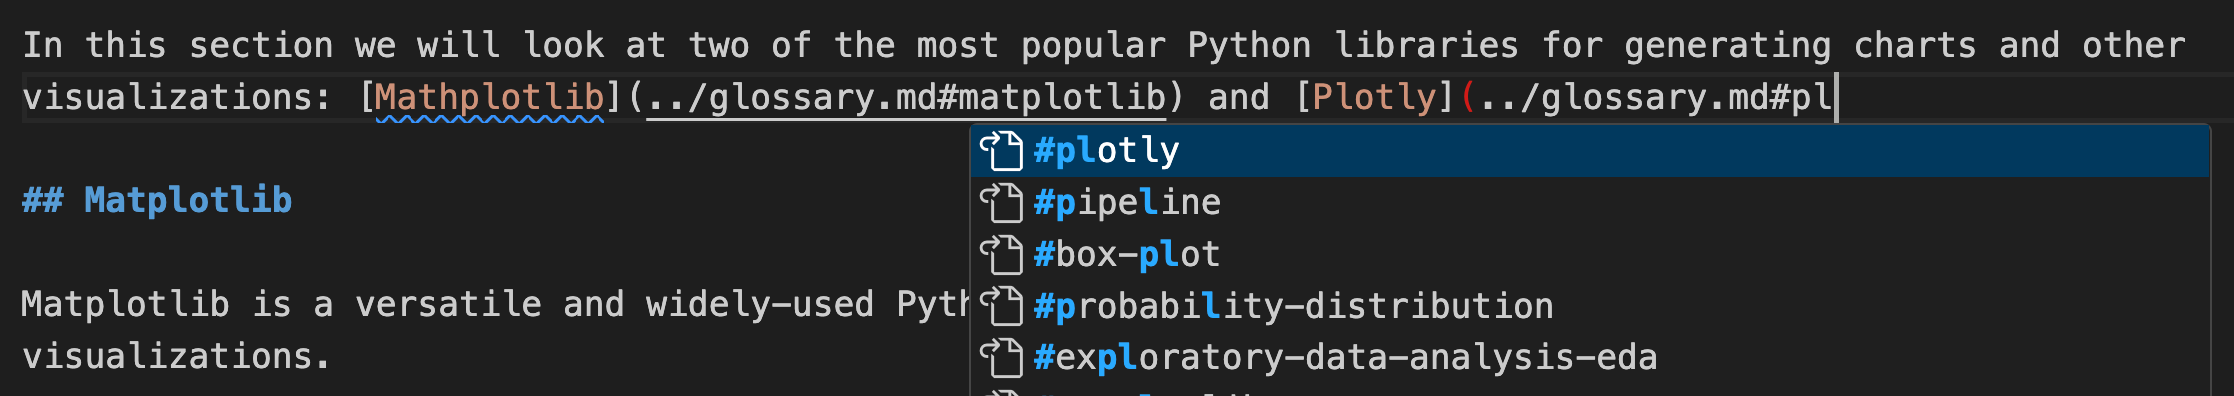 In this section we will look at two of the most popular Python libraries for generating charts and other
visualizations: [Mathplotlib](../glossary.md#matplotlib) and [Plotly](../glossary.md#pl
#plotly
## Matplotlib
#pipeline
#box-plot
Matplotlib is a versatile and widely-used Pyth
#probability-distribution
visualizations.
#exploratory-data-analysis-eda